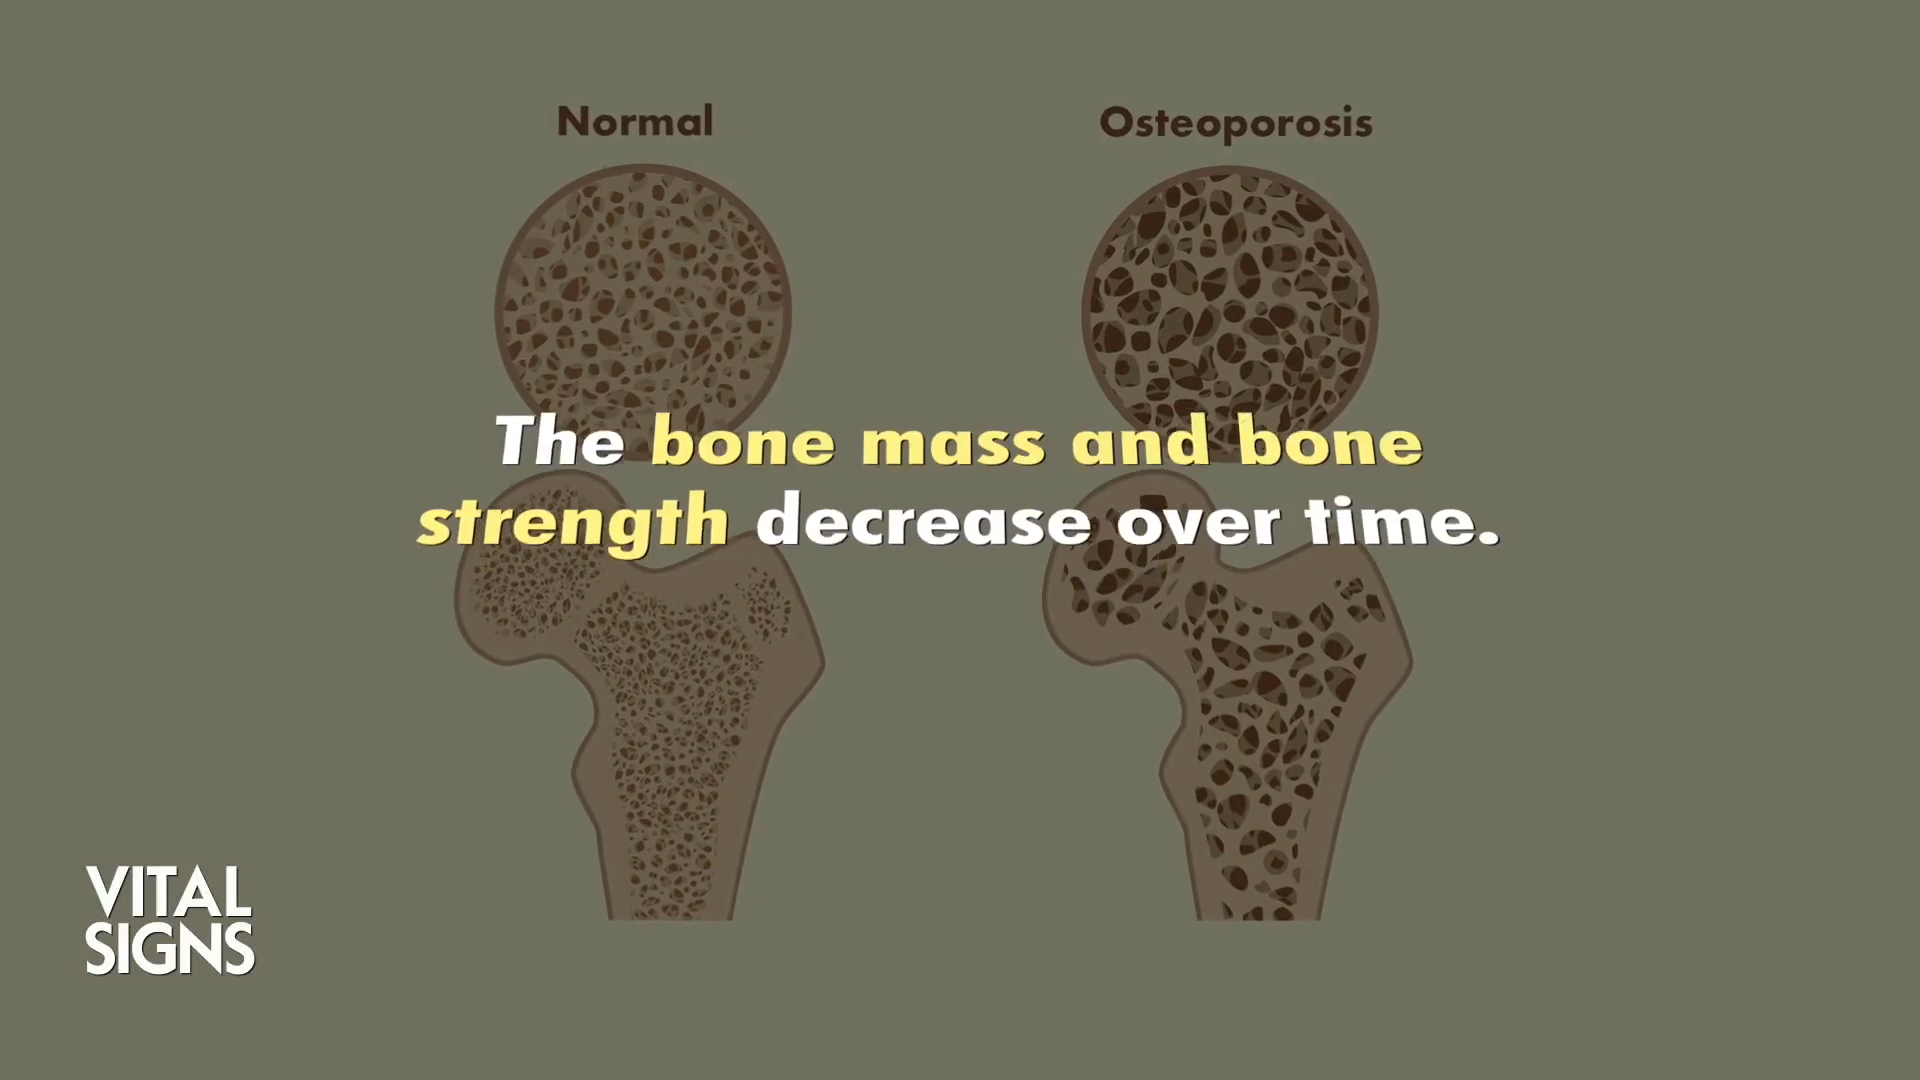 Normal
Osteoporosis
The bone mass and bone
strength decrease over time.
VITAL
SIGNS